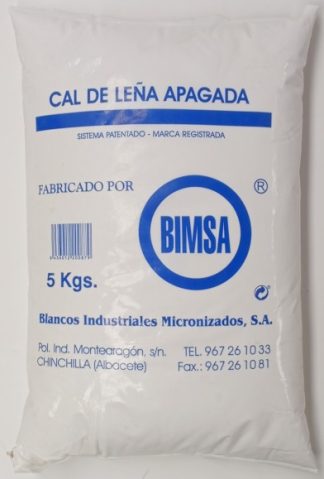 CAL DE LEÑA APAGADA
SISTEMA PATENTADO - MARCA REGISTRADA
FABRICADO POR
®
BIMSA
5 Kgs.
Blancos Industriales Micronizados, S.A.
Pol. Ind. Montearagón, s/n. TEL. 967 26 10 33
CHINCHILLA (Albacete) Fax.: 967 26 10 81